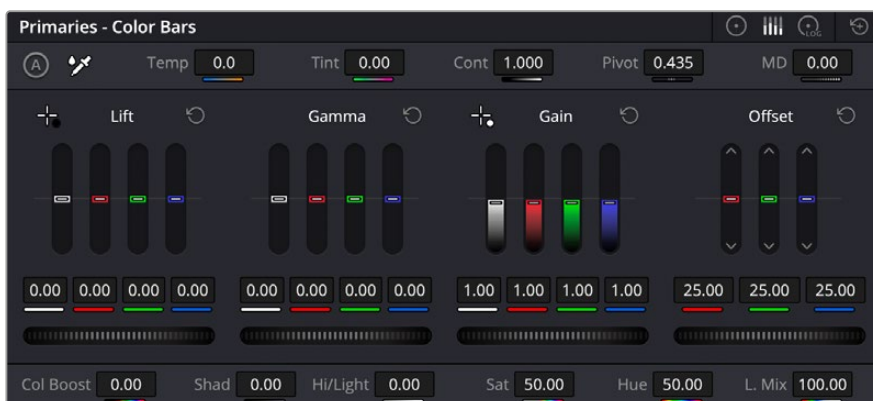 Primaries - Color Bars
LOG
A Temp 0.0 Tint 0.00 Cont 1.000 Pivot 0.435 MD 0.00
Lift Gamma Gain Offset
0.00 0.00 0.00 0.00 0.00 0.00 0.00 0.00 1.00 1.00 1.00 1.00 25.00 25.00 25.00
Col Boost 0.00 Shad 0.00 Hi/Light 0.00 Sat 50.00 Hue 50.00 L. Mix 100.00